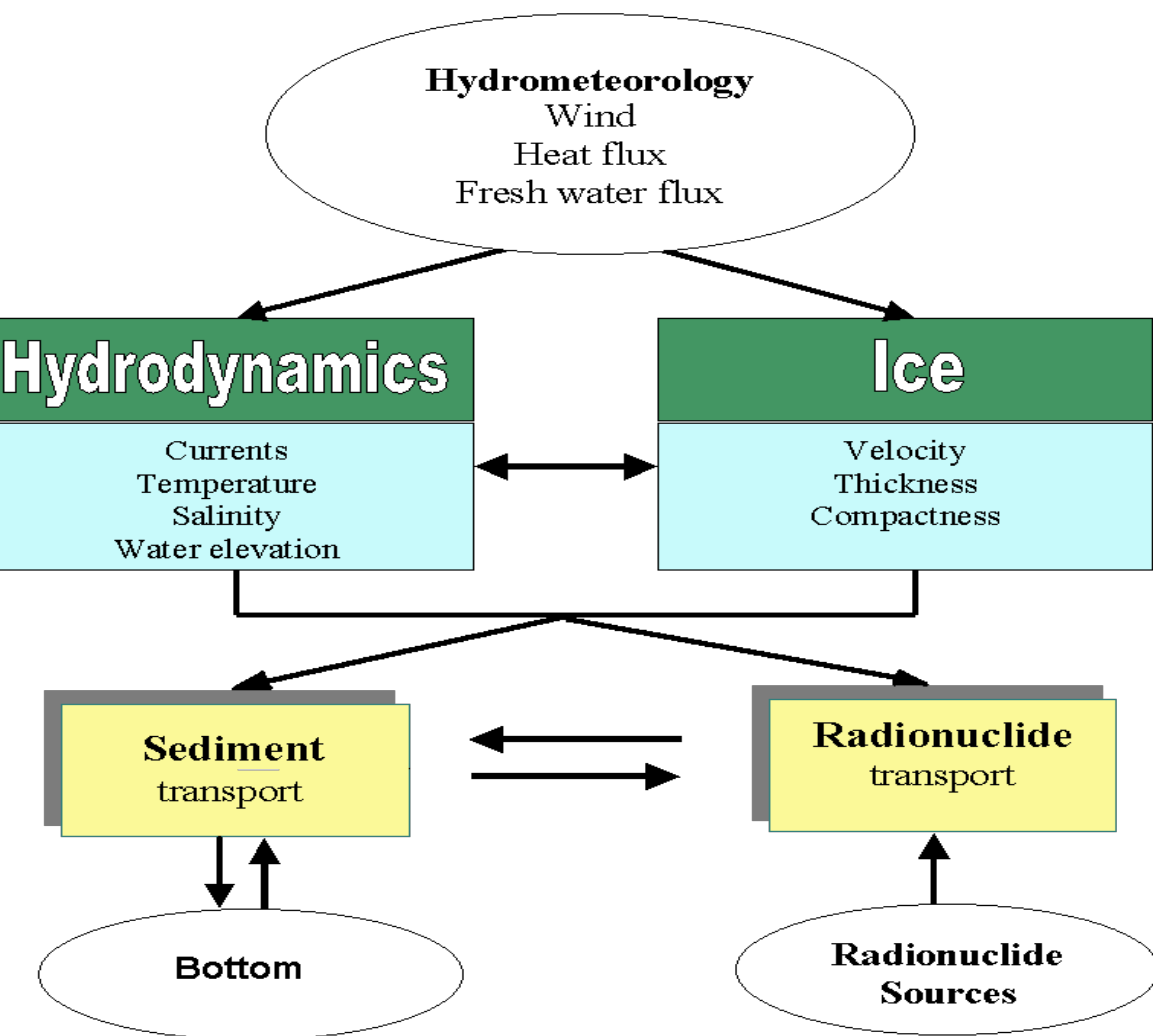 Hydrometeorology
Wind
Heat flux
Fresh water flux
Hydrodynamics
Currents
Temperature
Salinity
Water elevation
Ice
Velocity
Thickness
Compactness
Sediment
transport
Radionuclide
transport
Bottom
Radionuclide
Sources